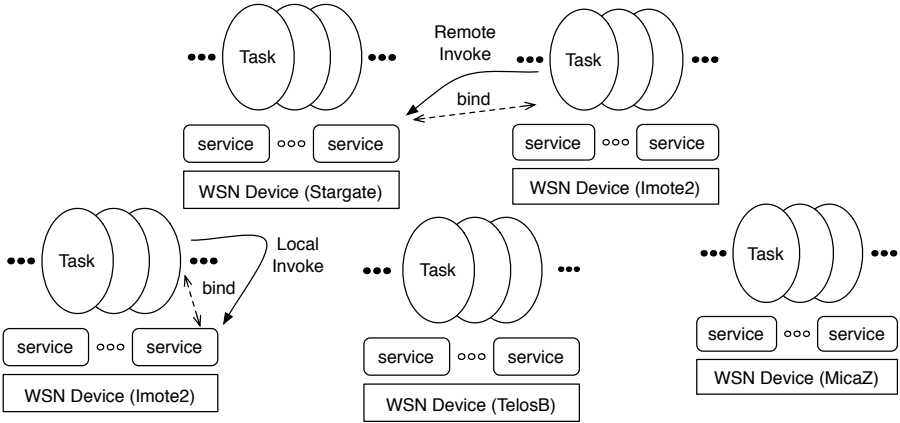 Task
Remote
Invoke
Task
bind
service
service
service
service
WSN Device (Stargate)
WSN Device (Imote2)
Task
Local
Invoke
bind
Task
Task
service
service
service
service
service
service
WSN Device (Imote2)
WSN Device (TelosB)
WSN Device (MicaZ)